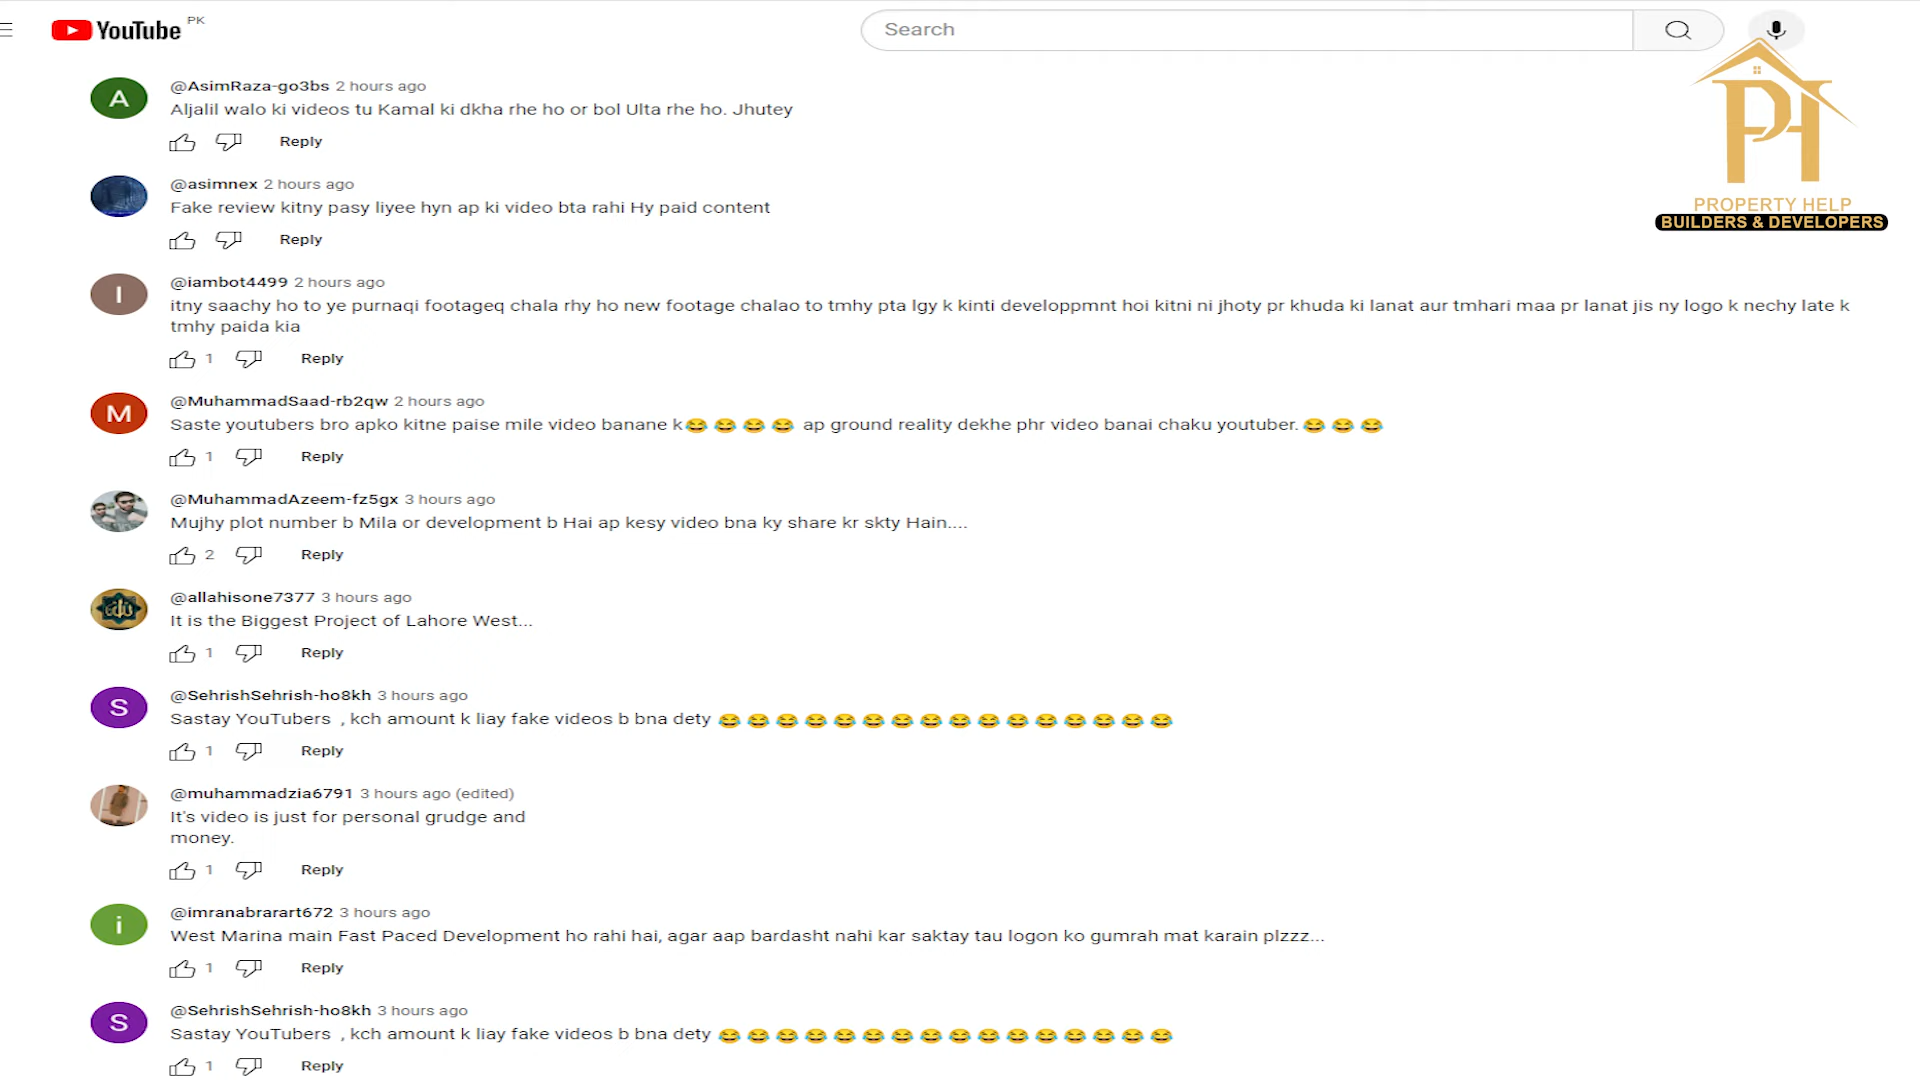 YouTube PK
Search
PH
PROPERTY HELP
BUILDERS & DEVELOPERS
A
@AsimRaza-go3bs 2 hours ago
Aljalil walo ki videos tu Kamal ki dkha rhe ho or bol Ulta rhe ho. Jhutey
Reply
@asimnex 2 hours ago
Fake review kitny pasy liyee hyn ap ki video bta rahi Hy paid content
Reply
I
@iambot4499 2 hours ago
itny saachy ho to ye purnaqi footageq chala rhy ho new footage chalao to tmhy pta lgy k kinti developpmnt hoi kitni ni jhoty pr khuda ki lanat aur tmhari maa pr lanat jis ny logo k nechy late k
tmhy paida kia
1 Reply
M
@MuhammadSaad-rb2qw 2 hours ago
Saste youtubers bro apko kitne paise mile video banane k😂 😂 😂 😂 ap ground reality dekhe phr video banai chaku youtuber. 😂 😂 😂
1 Reply
@MuhammadAzeem-fz5gx 3 hours ago
Mujhy plot number b Mila or development b Hai ap kesy video bna ky share kr skty Hain....
2 Reply
@allahisone7377 3 hours ago
It is the Biggest Project of Lahore West...
1 Reply
S
@SehrishSehrish-ho8kh 3 hours ago
Sastay YouTubers , kch amount k liay fake videos b bna dety 😂 😂 😂 😂 😂 😂 😂 😂 😂 😂 😂 😂 😂 😂 😂 😂
1 Reply
@muhammadzia6791 3 hours ago (edited)
It's video is just for personal grudge and
money.
1 Reply
i
@imranabrarart672 3 hours ago
West Marina main Fast Paced Development ho rahi hai, agar aap bardasht nahi kar saktay tau logon ko gumrah mat karain plzzz...
1 Reply
S
@SehrishSehrish-ho8kh 3 hours ago
Sastay YouTubers , kch amount k liay fake videos b bna dety 😂 😂 😂 😂 😂 😂 😂 😂 😂 😂 😂 😂 😂 😂 😂 😂
1 Reply